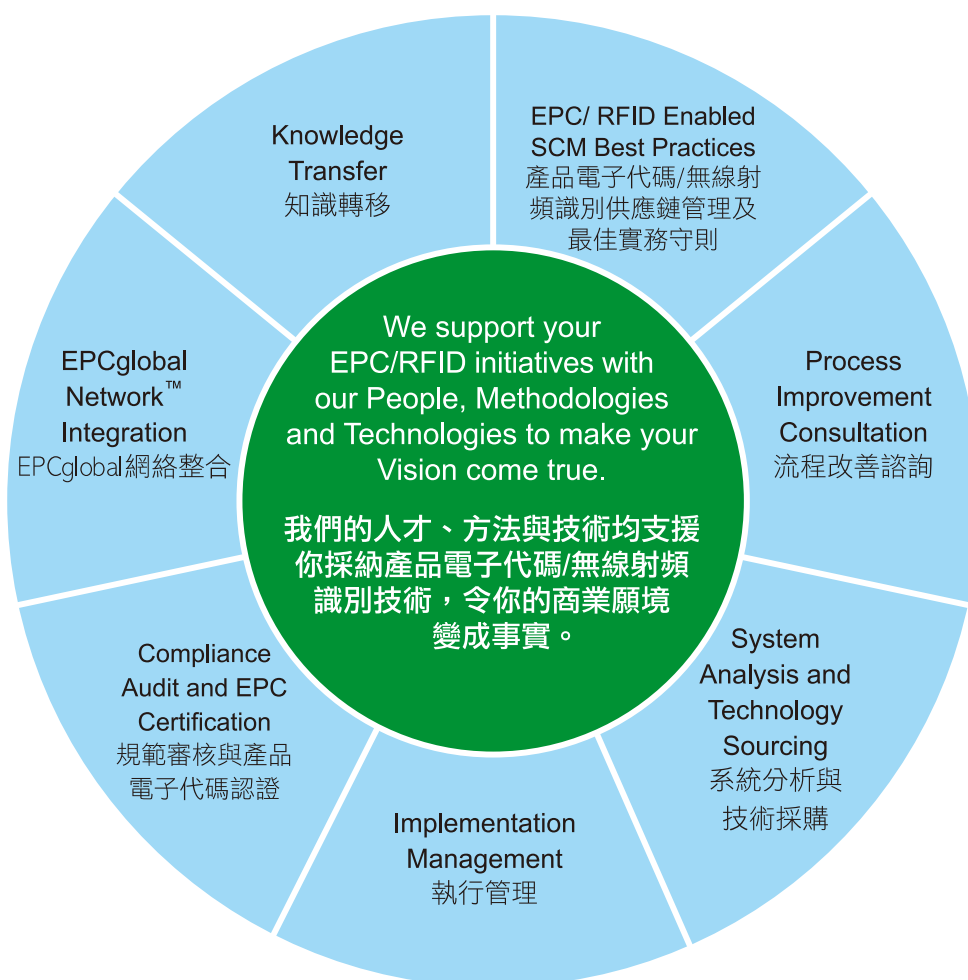 Knowledge
Transfer
知識轉移
EPC/ RFID Enabled
SCM Best Practices
產品電子代碼/無線射
頻識別供應鏈管理及
最佳實務守則
Process
Improvement
Consultation
流程改善諮詢
System
Analysis and
Technology
Sourcing
系統分析與
技術採購
Implementation
Management
執行管理
Compliance
Audit and EPC
Certification
規範審核與產品
電子代碼認證
EPCglobal
Network™
Integration
EPCglobal網絡整合
We support your
EPC/RFID initiatives with
our People, Methodologies
and Technologies to make your
Vision come true.
我們的人才、方法與技術均支援
你採納產品電子代碼/無線射頻
識別技術，令你的商業願境
變成事實。